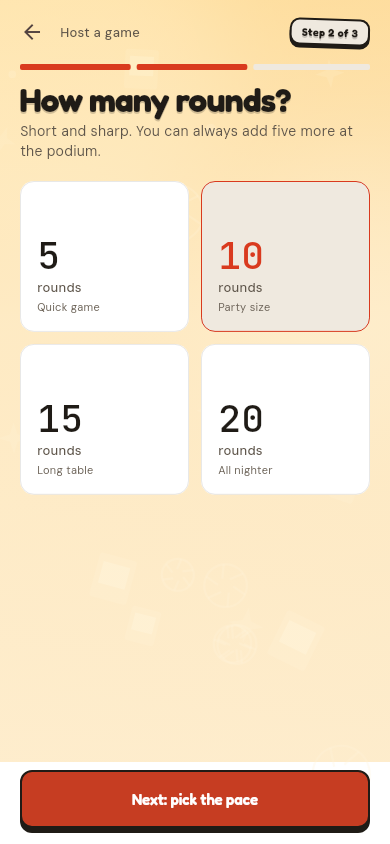 Host a game
Step 2 of 3
How many rounds?
Short and sharp. You can always add five more at
the podium.
5
rounds
Quick game
10
rounds
Party size
15
rounds
Long table
20
rounds
All nighter
Next: pick the pace